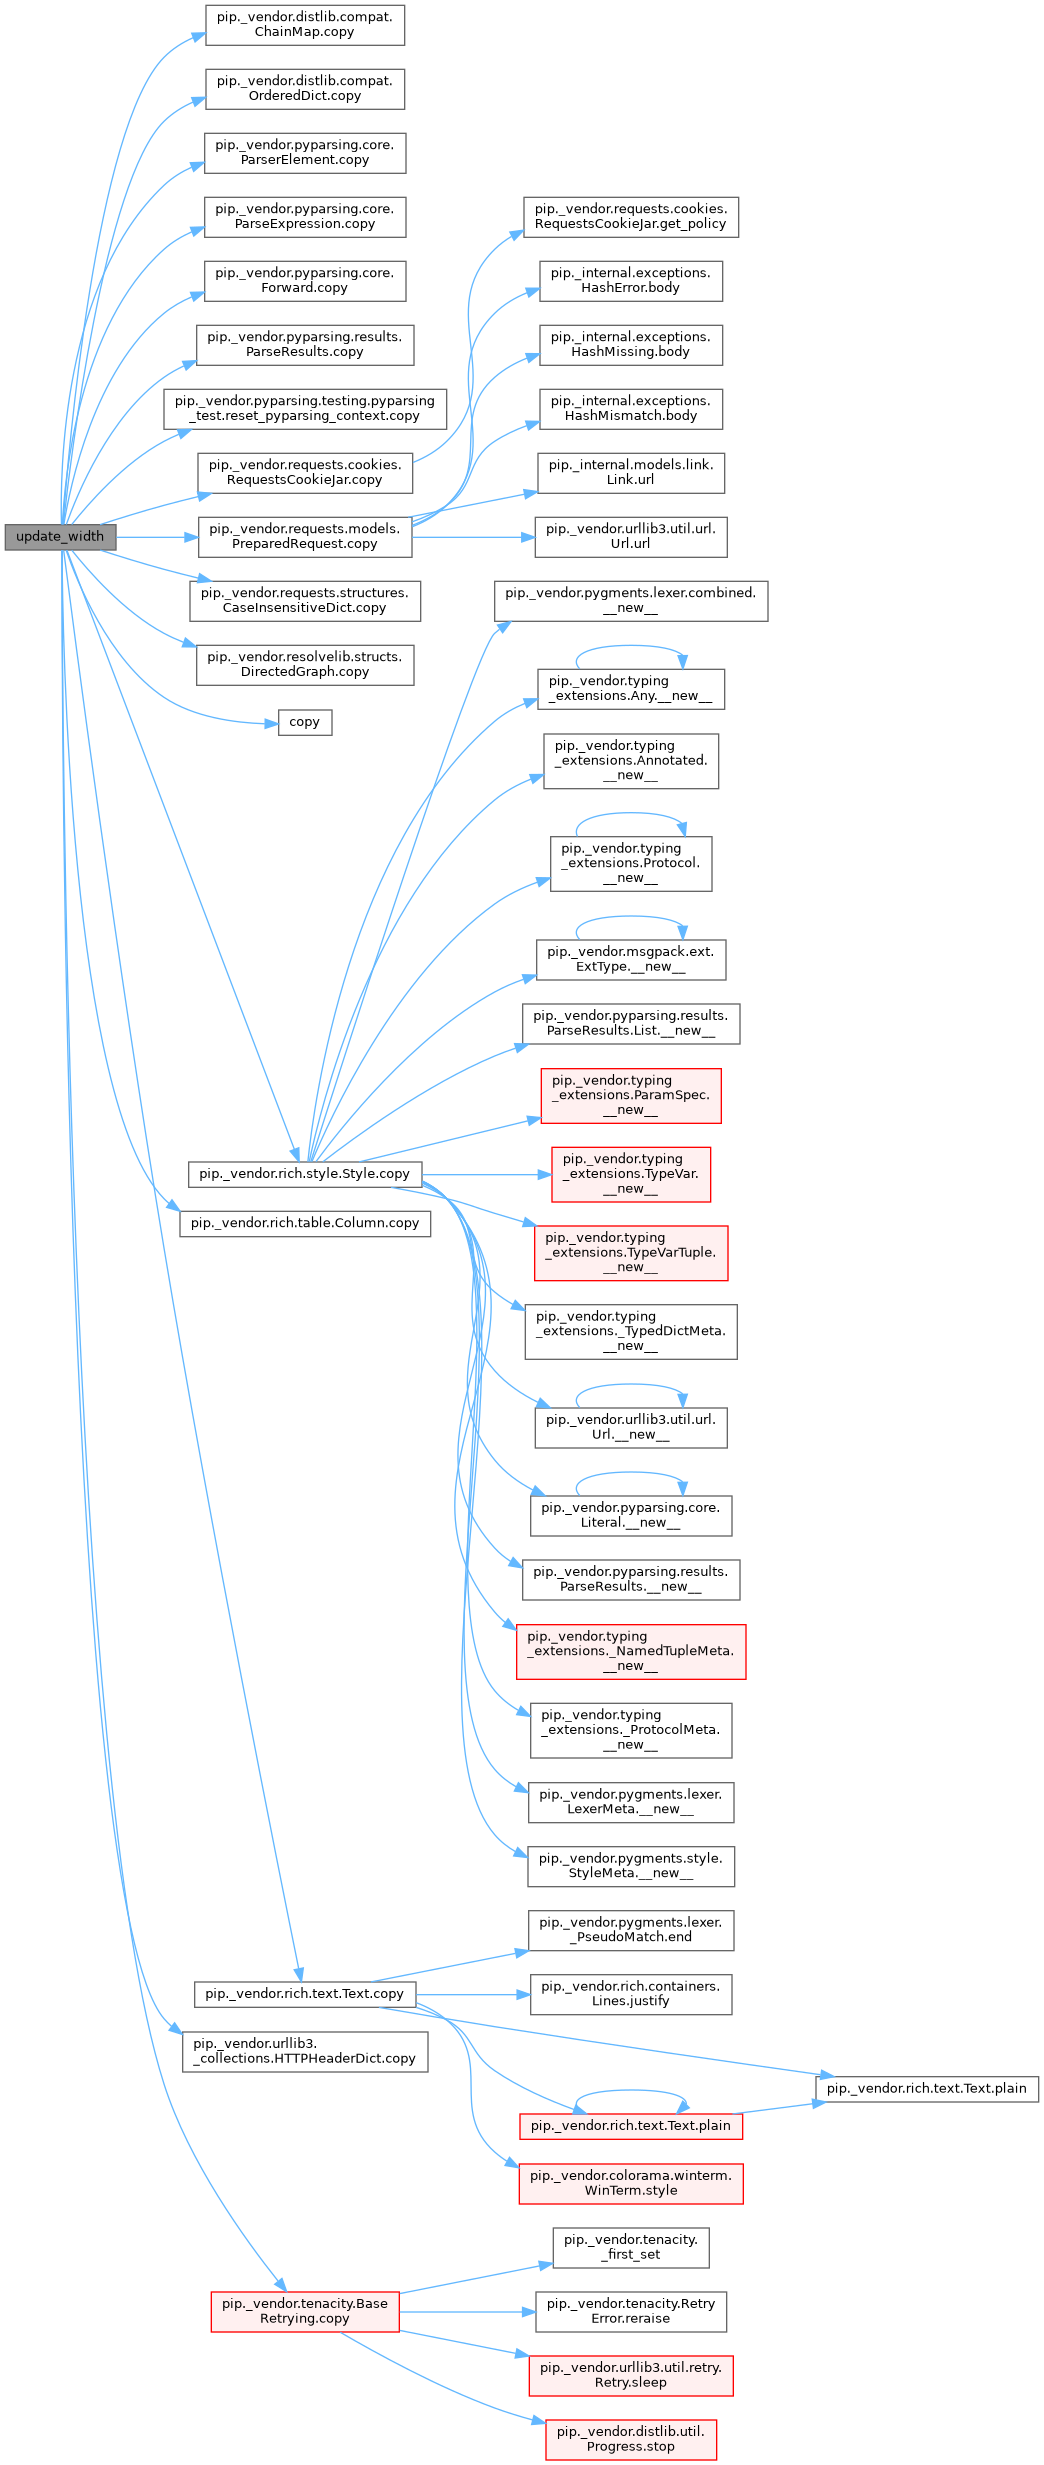 pip._vendor.distlib.compat.
ChainMap.copy
pip._vendor.distlib.compat.
OrderedDict.copy
pip._vendor.pyparsing.core.
ParserElement.copy
pip._vendor.pyparsing.core.
ParseExpression.copy
pip._vendor.pyparsing.core.
Forward.copy
pip._vendor.pyparsing.results.
ParseResults.copy
pip._vendor.pyparsing.testing.pyparsing
_test.reset_pyparsing_context.copy
pip._vendor.requests.cookies.
RequestsCookieJar.copy
update_width
pip._vendor.requests.models.
PreparedRequest.copy
pip._vendor.requests.structures.
CaseInsensitiveDict.copy
pip._vendor.resolvelib.structs.
DirectedGraph.copy
copy
pip._vendor.rich.style.Style.copy
pip._vendor.rich.table.Column.copy
pip._vendor.rich.text.Text.copy
pip._vendor.urllib3.
_collections.HTTPHeaderDict.copy
pip._vendor.tenacity.Base
Retrying.copy
pip._vendor.requests.cookies.
RequestsCookieJar.get_policy
pip._internal.exceptions.
HashError.body
pip._internal.exceptions.
HashMissing.body
pip._internal.exceptions.
HashMismatch.body
pip._internal.models.link.
Link.url
pip._vendor.urllib3.util.url.
Url.url
pip._vendor.pygments.lexer.combined.
__new__
pip._vendor.typing
_extensions.Any.__new__
pip._vendor.typing
_extensions.Annotated.
__new__
pip._vendor.typing
_extensions.Protocol.
__new__
pip._vendor.msgpack.ext.
ExtType.__new__
pip._vendor.pyparsing.results.
ParseResults.List.__new__
pip._vendor.typing
_extensions.ParamSpec.
__new__
pip._vendor.typing
_extensions.TypeVar.
__new__
pip._vendor.typing
_extensions.TypeVarTuple.
__new__
pip._vendor.typing
_extensions._TypedDictMeta.
__new__
pip._vendor.urllib3.util.url.
Url.__new__
pip._vendor.pyparsing.core.
Literal.__new__
pip._vendor.pyparsing.results.
ParseResults.__new__
pip._vendor.typing
_extensions._NamedTupleMeta.
__new__
pip._vendor.typing
_extensions._ProtocolMeta.
__new__
pip._vendor.pygments.lexer.
LexerMeta.__new__
pip._vendor.pygments.style.
StyleMeta.__new__
pip._vendor.pygments.lexer.
_PseudoMatch.end
pip._vendor.rich.containers.
Lines.justify
pip._vendor.rich.text.Text.plain
pip._vendor.rich.text.Text.plain
pip._vendor.colorama.winterm.
WinTerm.style
pip._vendor.tenacity.
_first_set
pip._vendor.tenacity.Retry
Error.reraise
pip._vendor.urllib3.util.retry.
Retry.sleep
pip._vendor.distlib.util.
Progress.stop